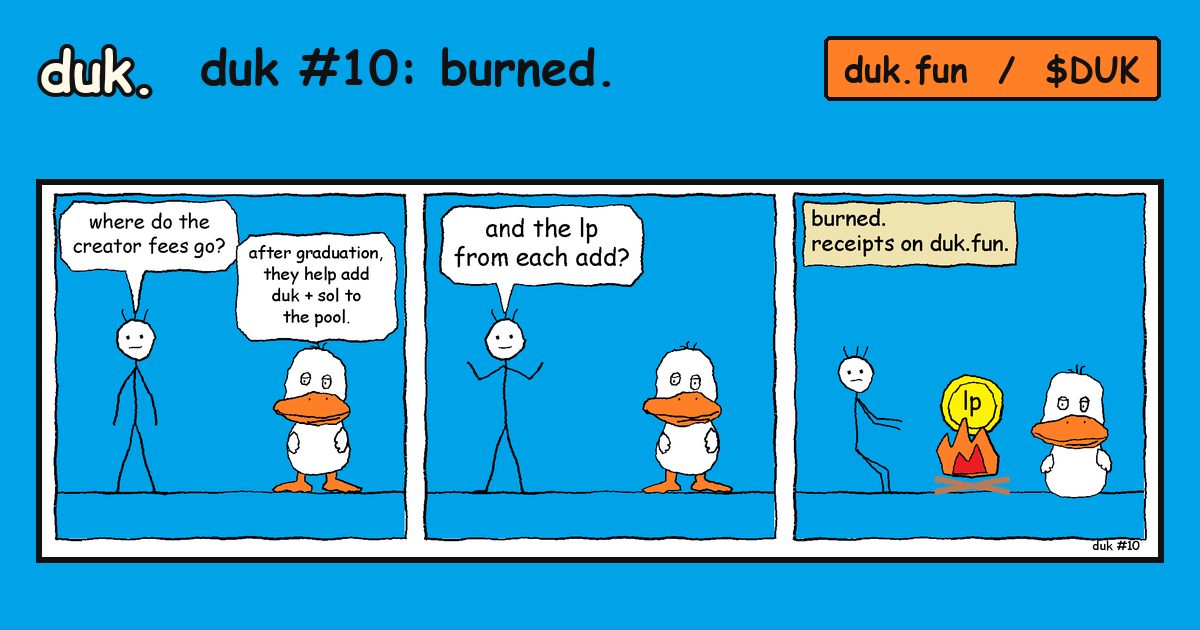 duk.
duk #10: burned.
duk.fun / $DUK
where do the
creator fees go?
after graduation,
they help add
duk + sol to
the pool.
and the lp
from each add?
burned.
receipts on duk.fun.
lp
duk #10